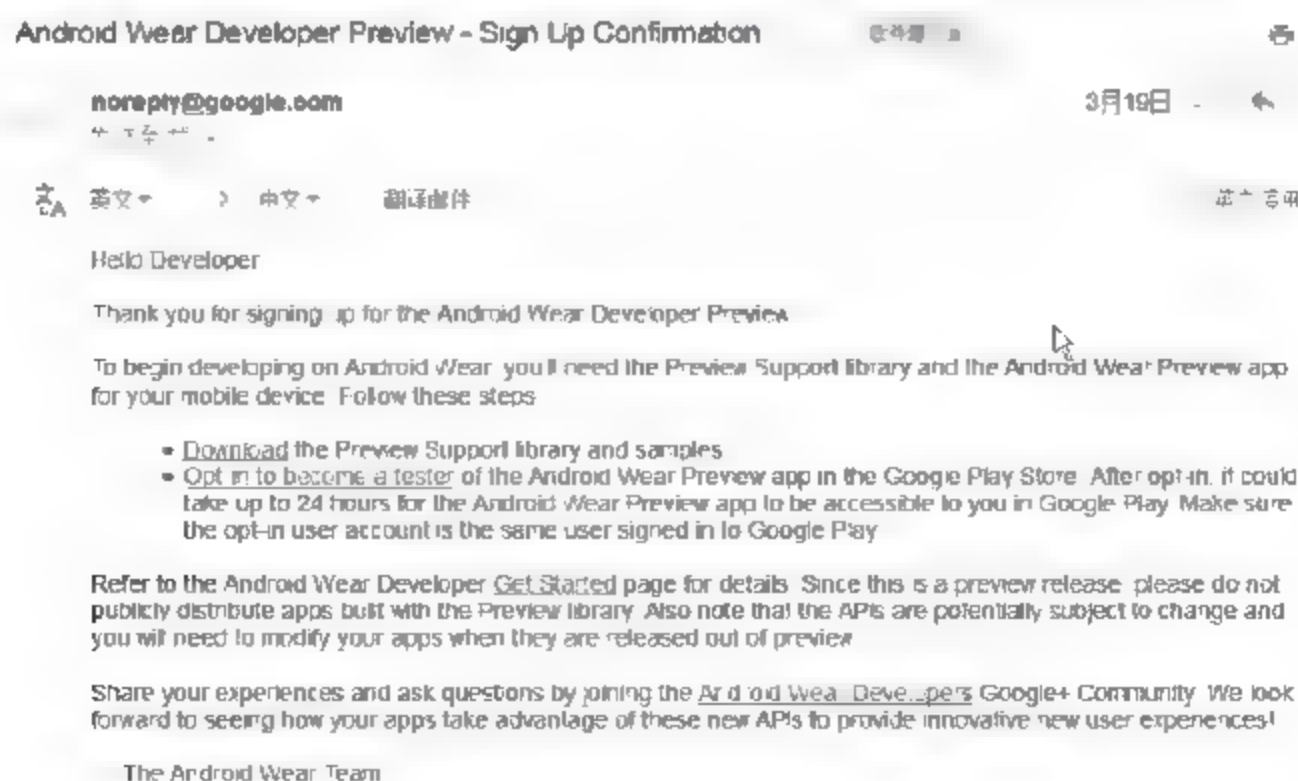 Android Wear Developer Preview - Sign Up Confirmation
noreply@google.com 3月19日
英文 › 中文 翻译邮件
Hello Developer
Thank you for signing up for the Android Wear Developer Preview
To begin developing on Android Wear you'll need the Preview Support library and the Android Wear Preview app
for your mobile device. Follow these steps
• Download the Preview Support library and samples
• Opt in to become a tester of the Android Wear Preview app in the Google Play Store. After opt-in, it could
take up to 24 hours for the Android Wear Preview app to be accessible to you in Google Play. Make sure
the opt-in user account is the same user signed in to Google Play
Refer to the Android Wear Developer Get Started page for details. Since this is a preview release, please do not
publicly distribute apps built with the Preview library. Also note that the APIs are potentially subject to change and
you will need to modify your apps when they are released out of preview
Share your experiences and ask questions by joining the Android Wear Developers Google+ Community. We look
forward to seeing how your apps take advantage of these new APIs to provide innovative new user experiences!
The Android Wear Team